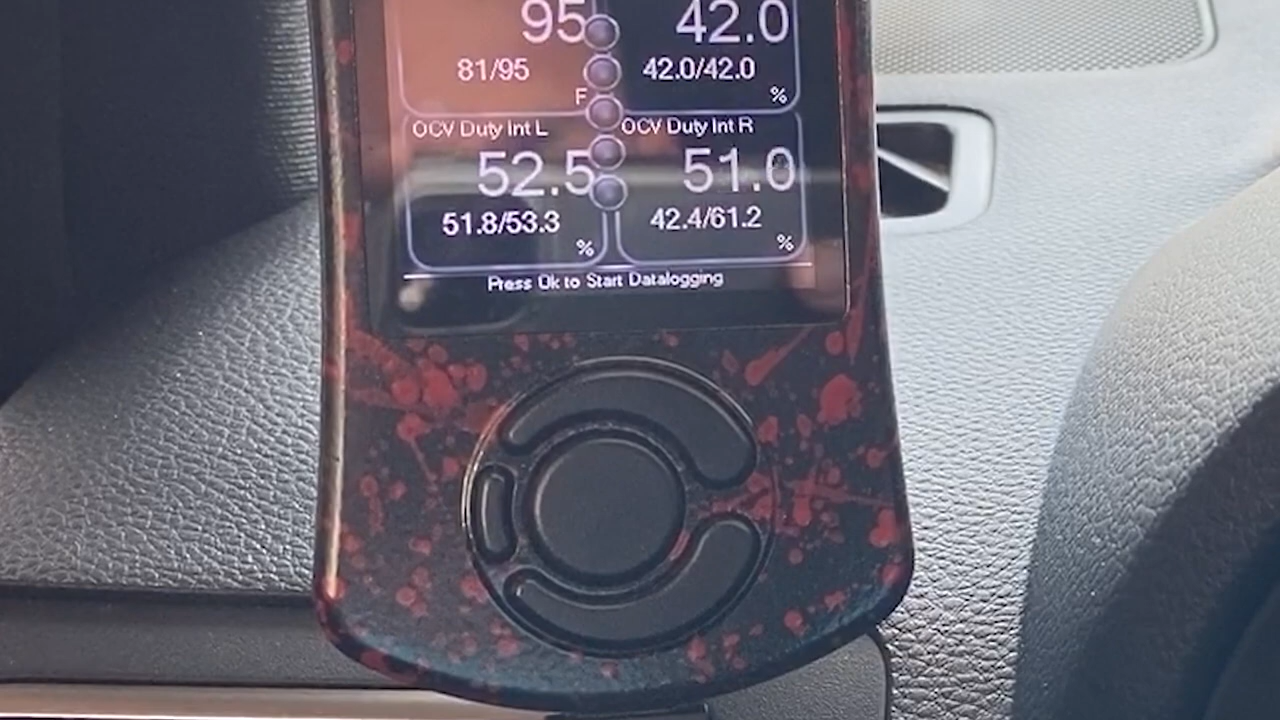 95 42.0
81/95 42.0/42.0
F %
OCV Duty Int L OCV Duty Int R
52.5 51.0
51.8/53.3 42.4/61.2
% %
Press Ok to Start Datalogging